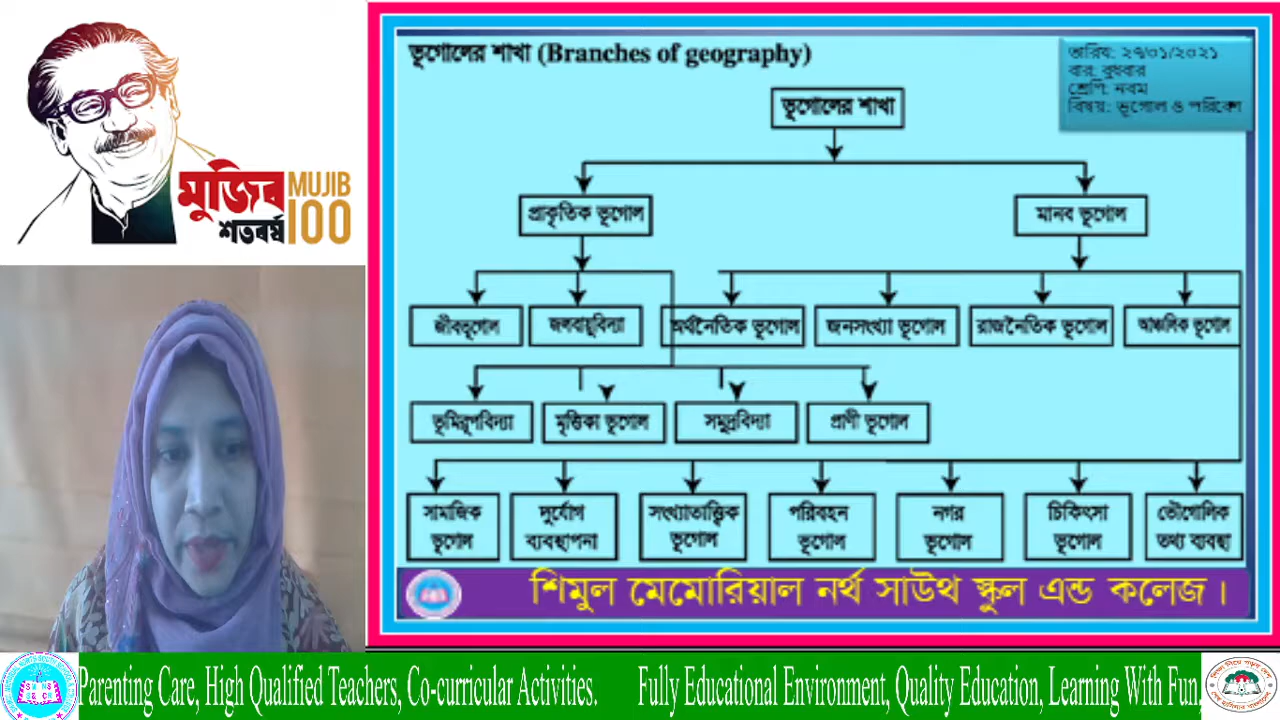 মুজিব
শতবর্ষ
MUJIB
100
ভূগোলের শাখা (Branches of geography)
তারিখ: ২৭/০১/২০২১
বার: বুধবার
শ্রেণি: নবম
বিষয়: ভূগোল ও পরিবেশ
ভূগোলের শাখা
প্রাকৃতিক ভূগোল
মানব ভূগোল
জীবভূগোল
জলবায়ুবিদ্যা
অর্থনৈতিক ভূগোল
জনসংখ্যা ভূগোল
রাজনৈতিক ভূগোল
আঞ্চলিক ভূগোল
ভূমিরূপবিদ্যা
মৃত্তিকা ভূগোল
সমুদ্রবিদ্যা
প্রাণী ভূগোল
সামাজিক
ভূগোল
দুর্যোগ
ব্যবস্থাপনা
সংখ্যাতাত্ত্বিক
ভূগোল
পরিবহন
ভূগোল
নগর
ভূগোল
চিকিৎসা
ভূগোল
ভৌগোলিক
তথ্য ব্যবস্থা
শিমুল মেমোরিয়াল নর্থ সাউথ স্কুল এন্ড কলেজ।
Parenting Care, High Qualified Teachers, Co-curricular Activities. Fully Educational Environment, Quality Education, Learning With Fun,